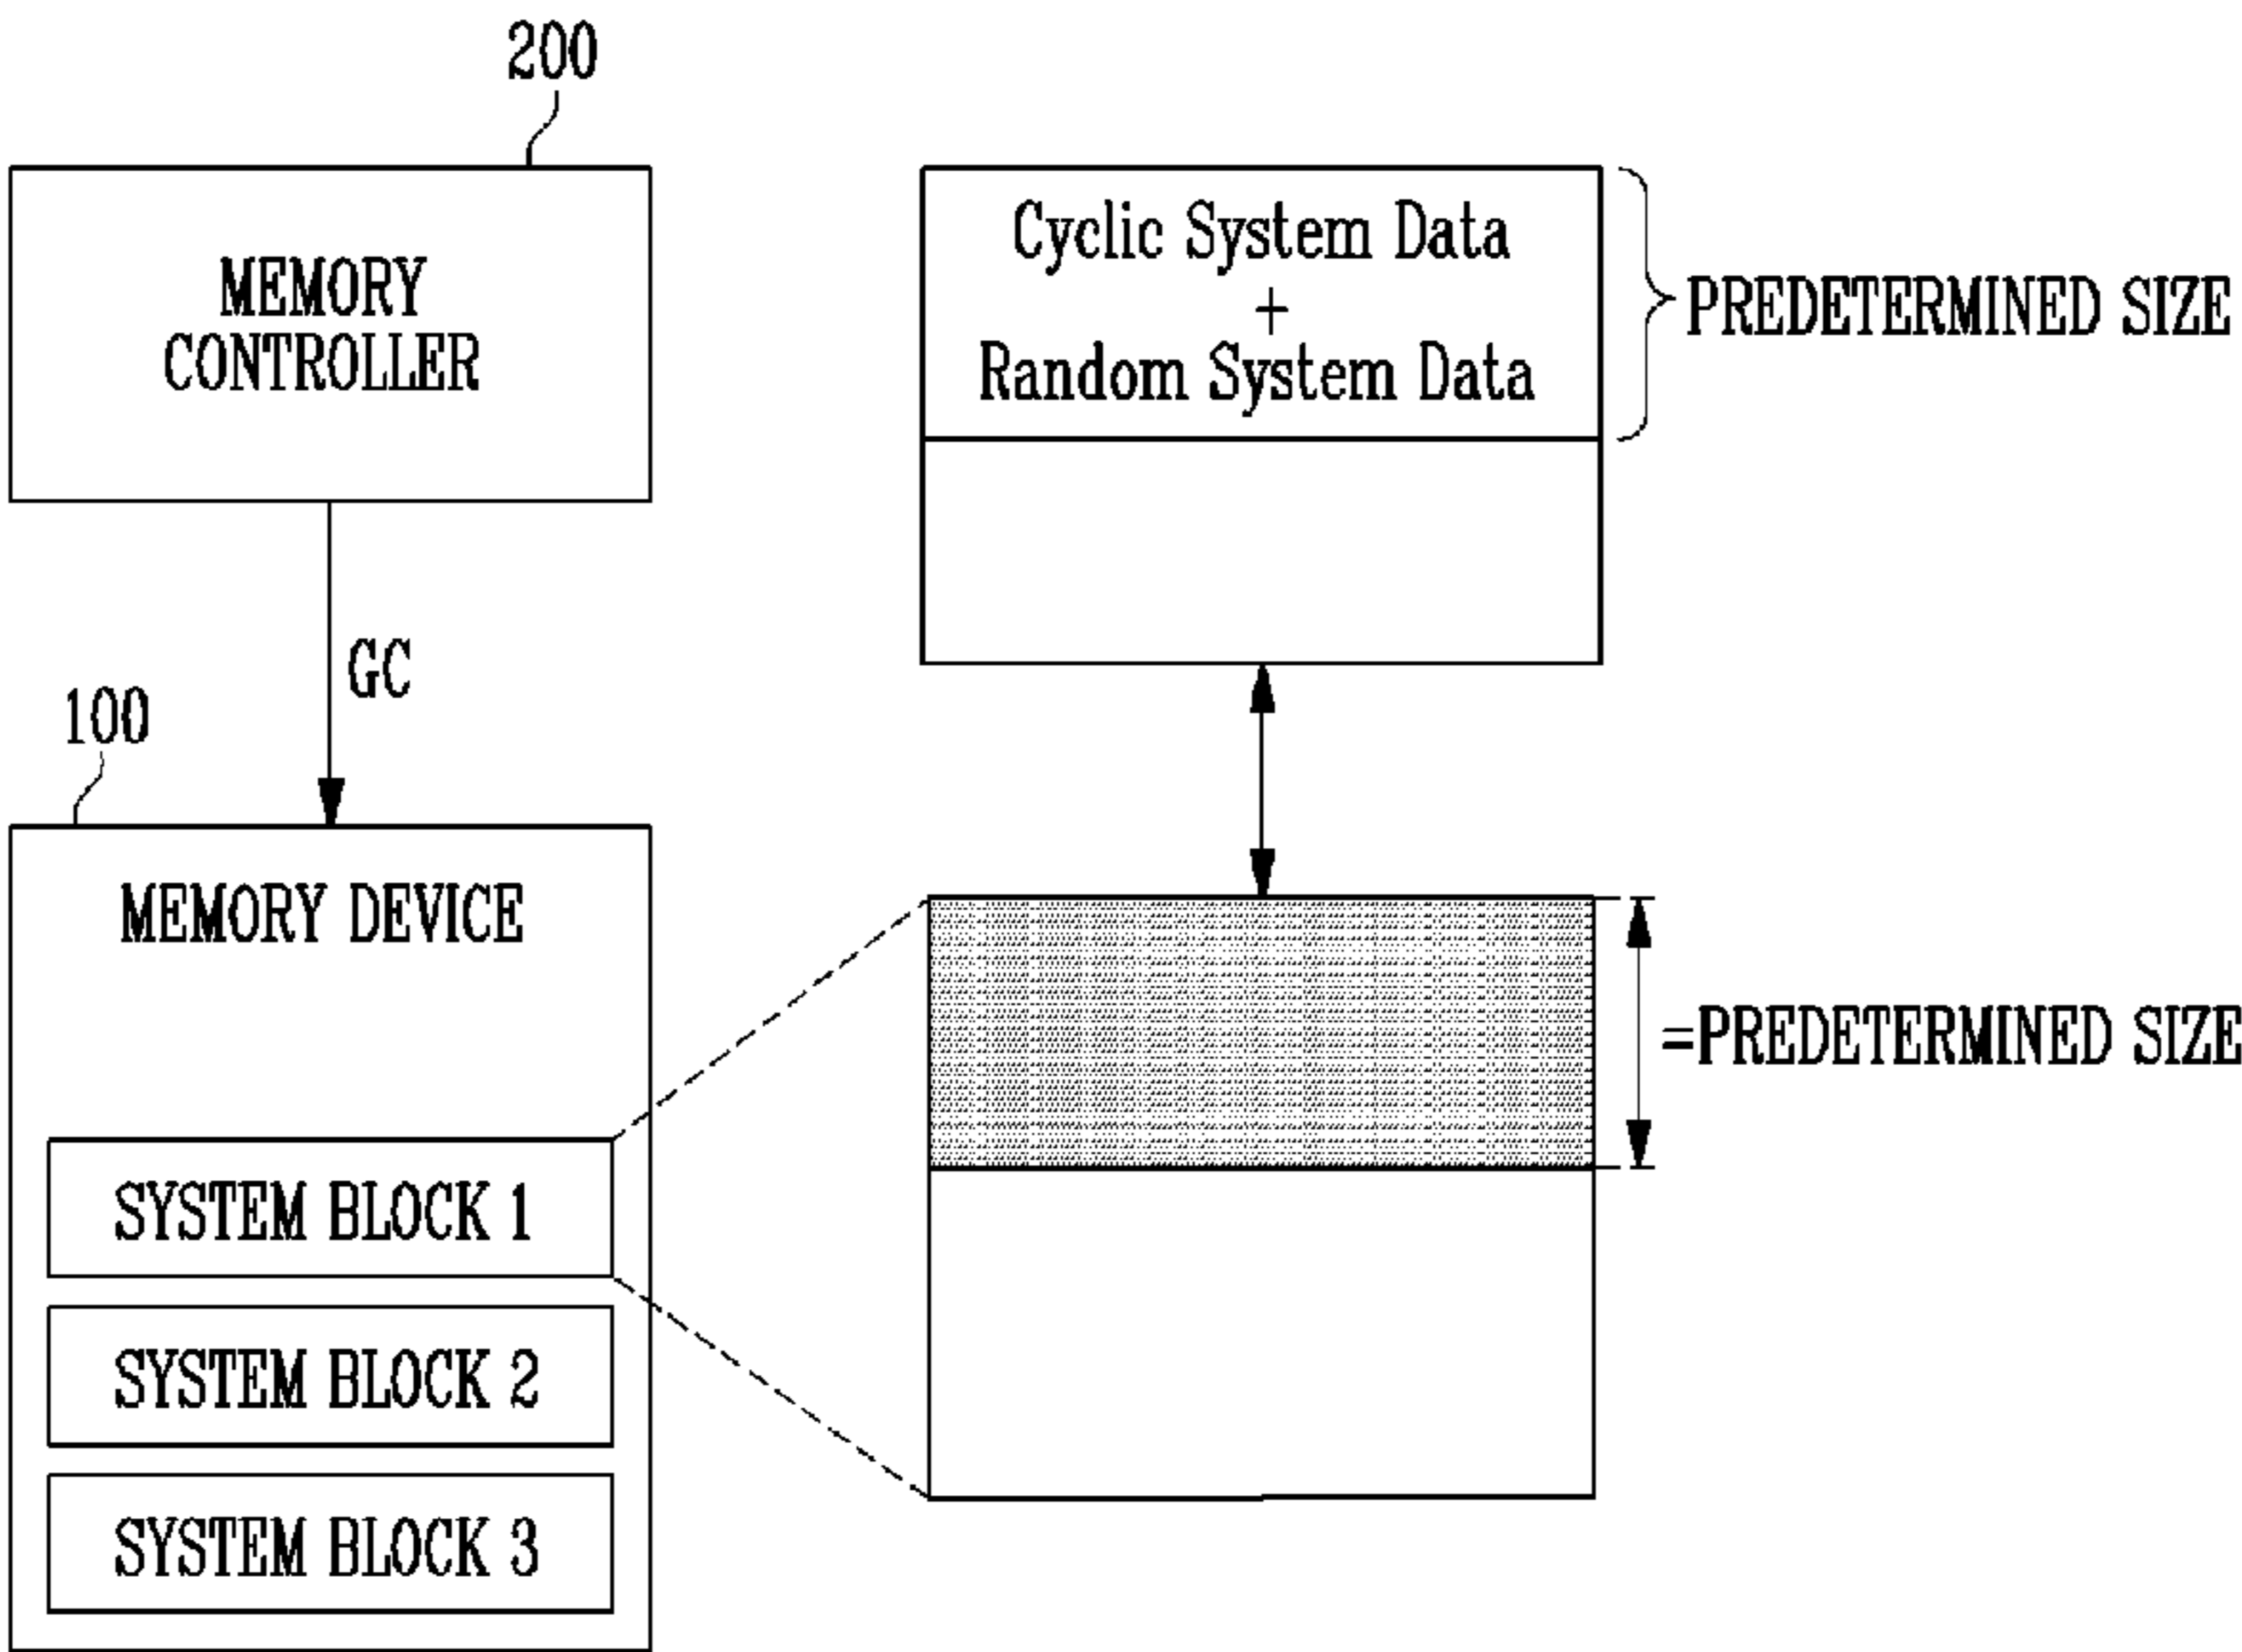 200
MEMORY
CONTROLLER
GC
100
MEMORY DEVICE
SYSTEM BLOCK 1
SYSTEM BLOCK 2
SYSTEM BLOCK 3
Cyclic System Data
+
Random System Data
PREDETERMINED SIZE
=PREDETERMINED SIZE